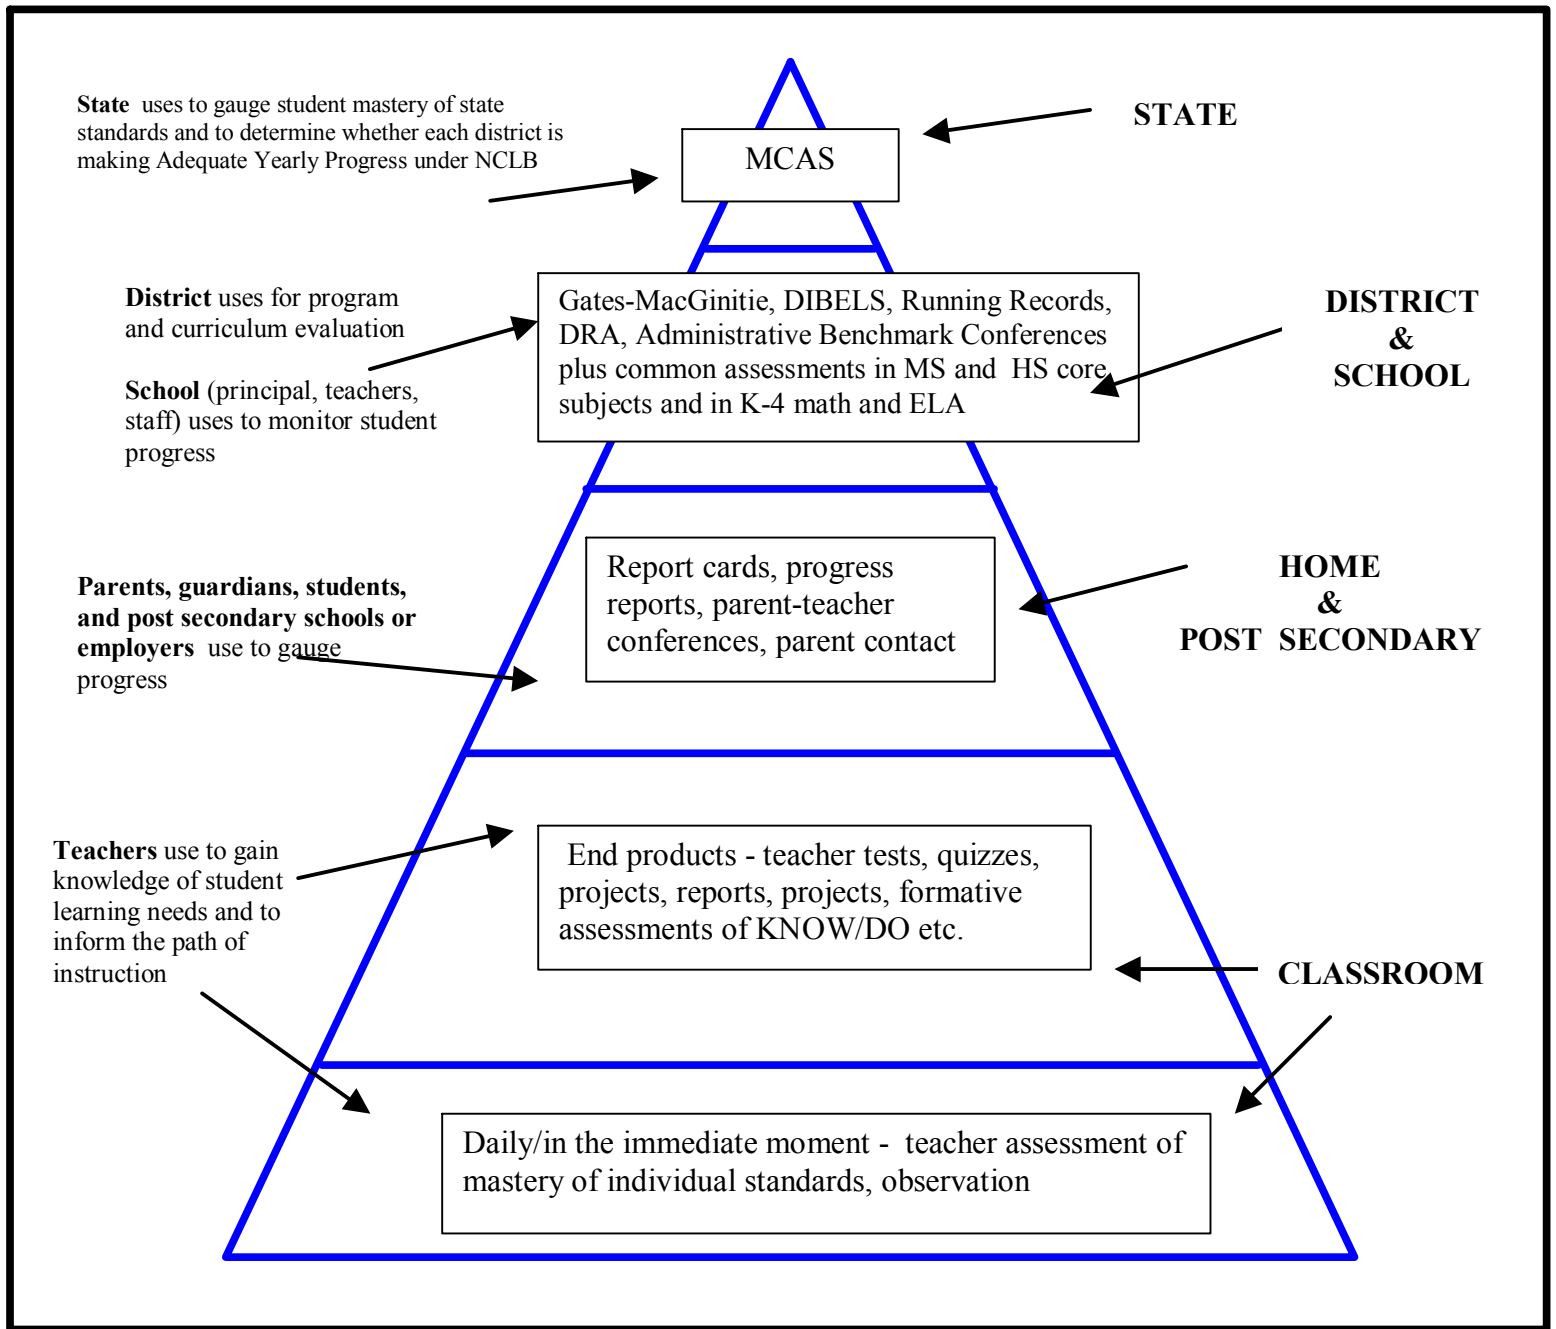 State uses to gauge student mastery of state
standards and to determine whether each district is
making Adequate Yearly Progress under NCLB
STATE
MCAS
District uses for program
and curriculum evaluation
School (principal, teachers,
staff) uses to monitor student
progress
Gates-MacGinitie, DIBELS, Running Records,
DRA, Administrative Benchmark Conferences
plus common assessments in MS and HS core
subjects and in K-4 math and ELA
DISTRICT
&
SCHOOL
Parents, guardians, students,
and post secondary schools or
employers use to gauge
progress
Report cards, progress
reports, parent-teacher
conferences, parent contact
HOME
&
POST SECONDARY
Teachers use to gain
knowledge of student
learning needs and to
inform the path of
instruction
End products - teacher tests, quizzes,
projects, reports, projects, formative
assessments of KNOW/DO etc.
CLASSROOM
Daily/in the immediate moment - teacher assessment of
mastery of individual standards, observation